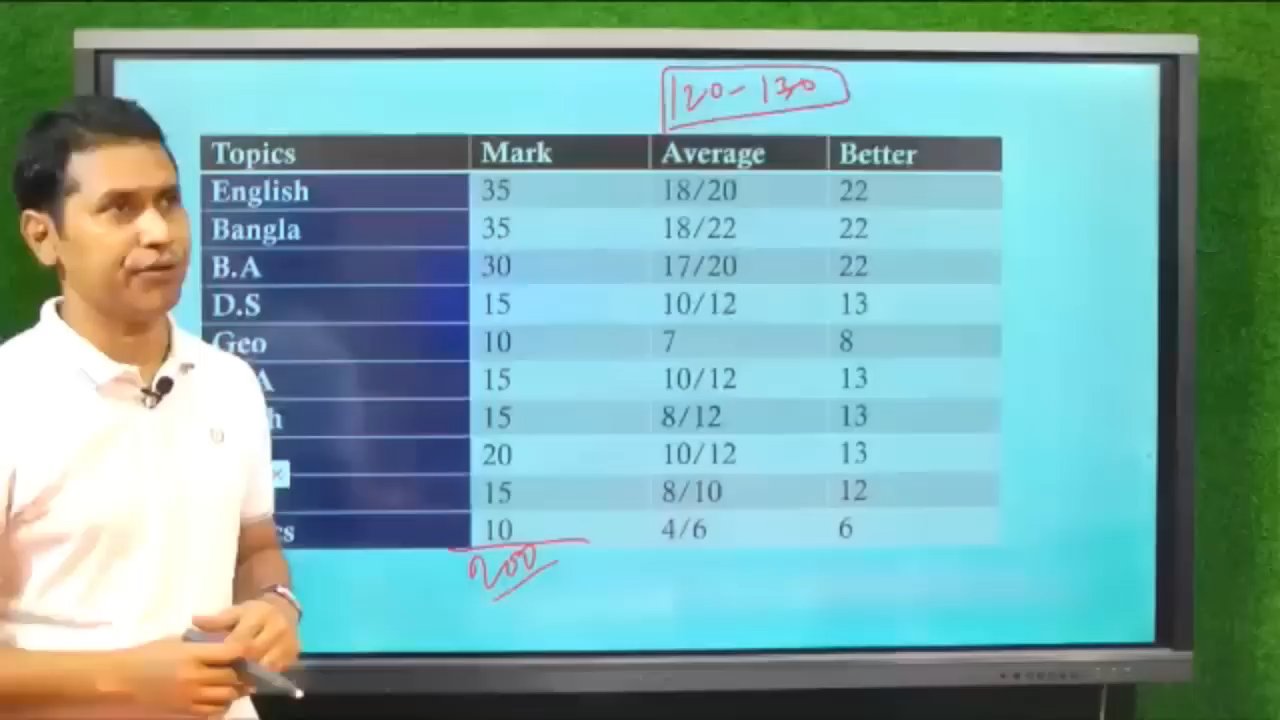 120-130
Topics Mark Average Better
English 35 18/20 22
Bangla 35 18/22 22
B.A 30 17/20 22
D.S 15 10/12 13
Geo 10 7 8
A 15 10/12 13
h 15 8/12 13
20 10/12 13
15 8/10 12
cs 10 4/6 6
200